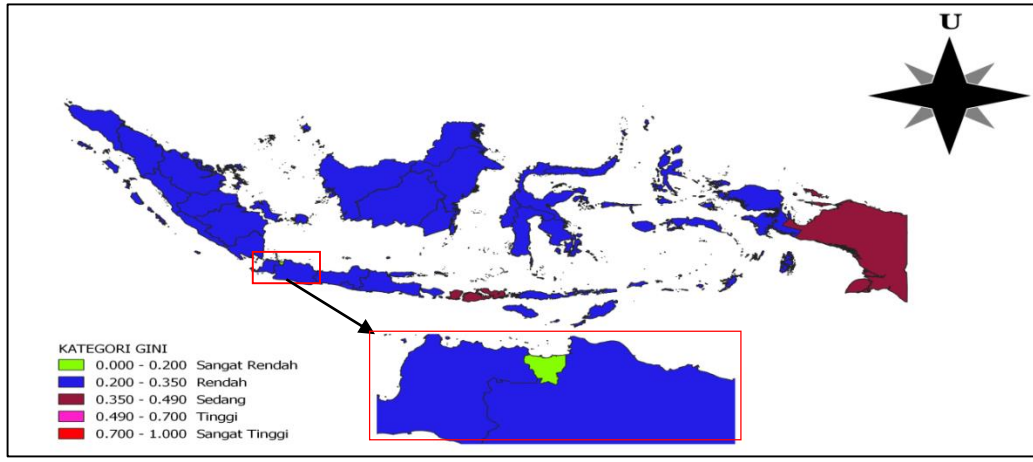 U
KATEGORI GINI
0.000 - 0.200 Sangat Rendah
0.200 - 0.350 Rendah
0.350 - 0.490 Sedang
0.490 - 0.700 Tinggi
0.700 - 1.000 Sangat Tinggi